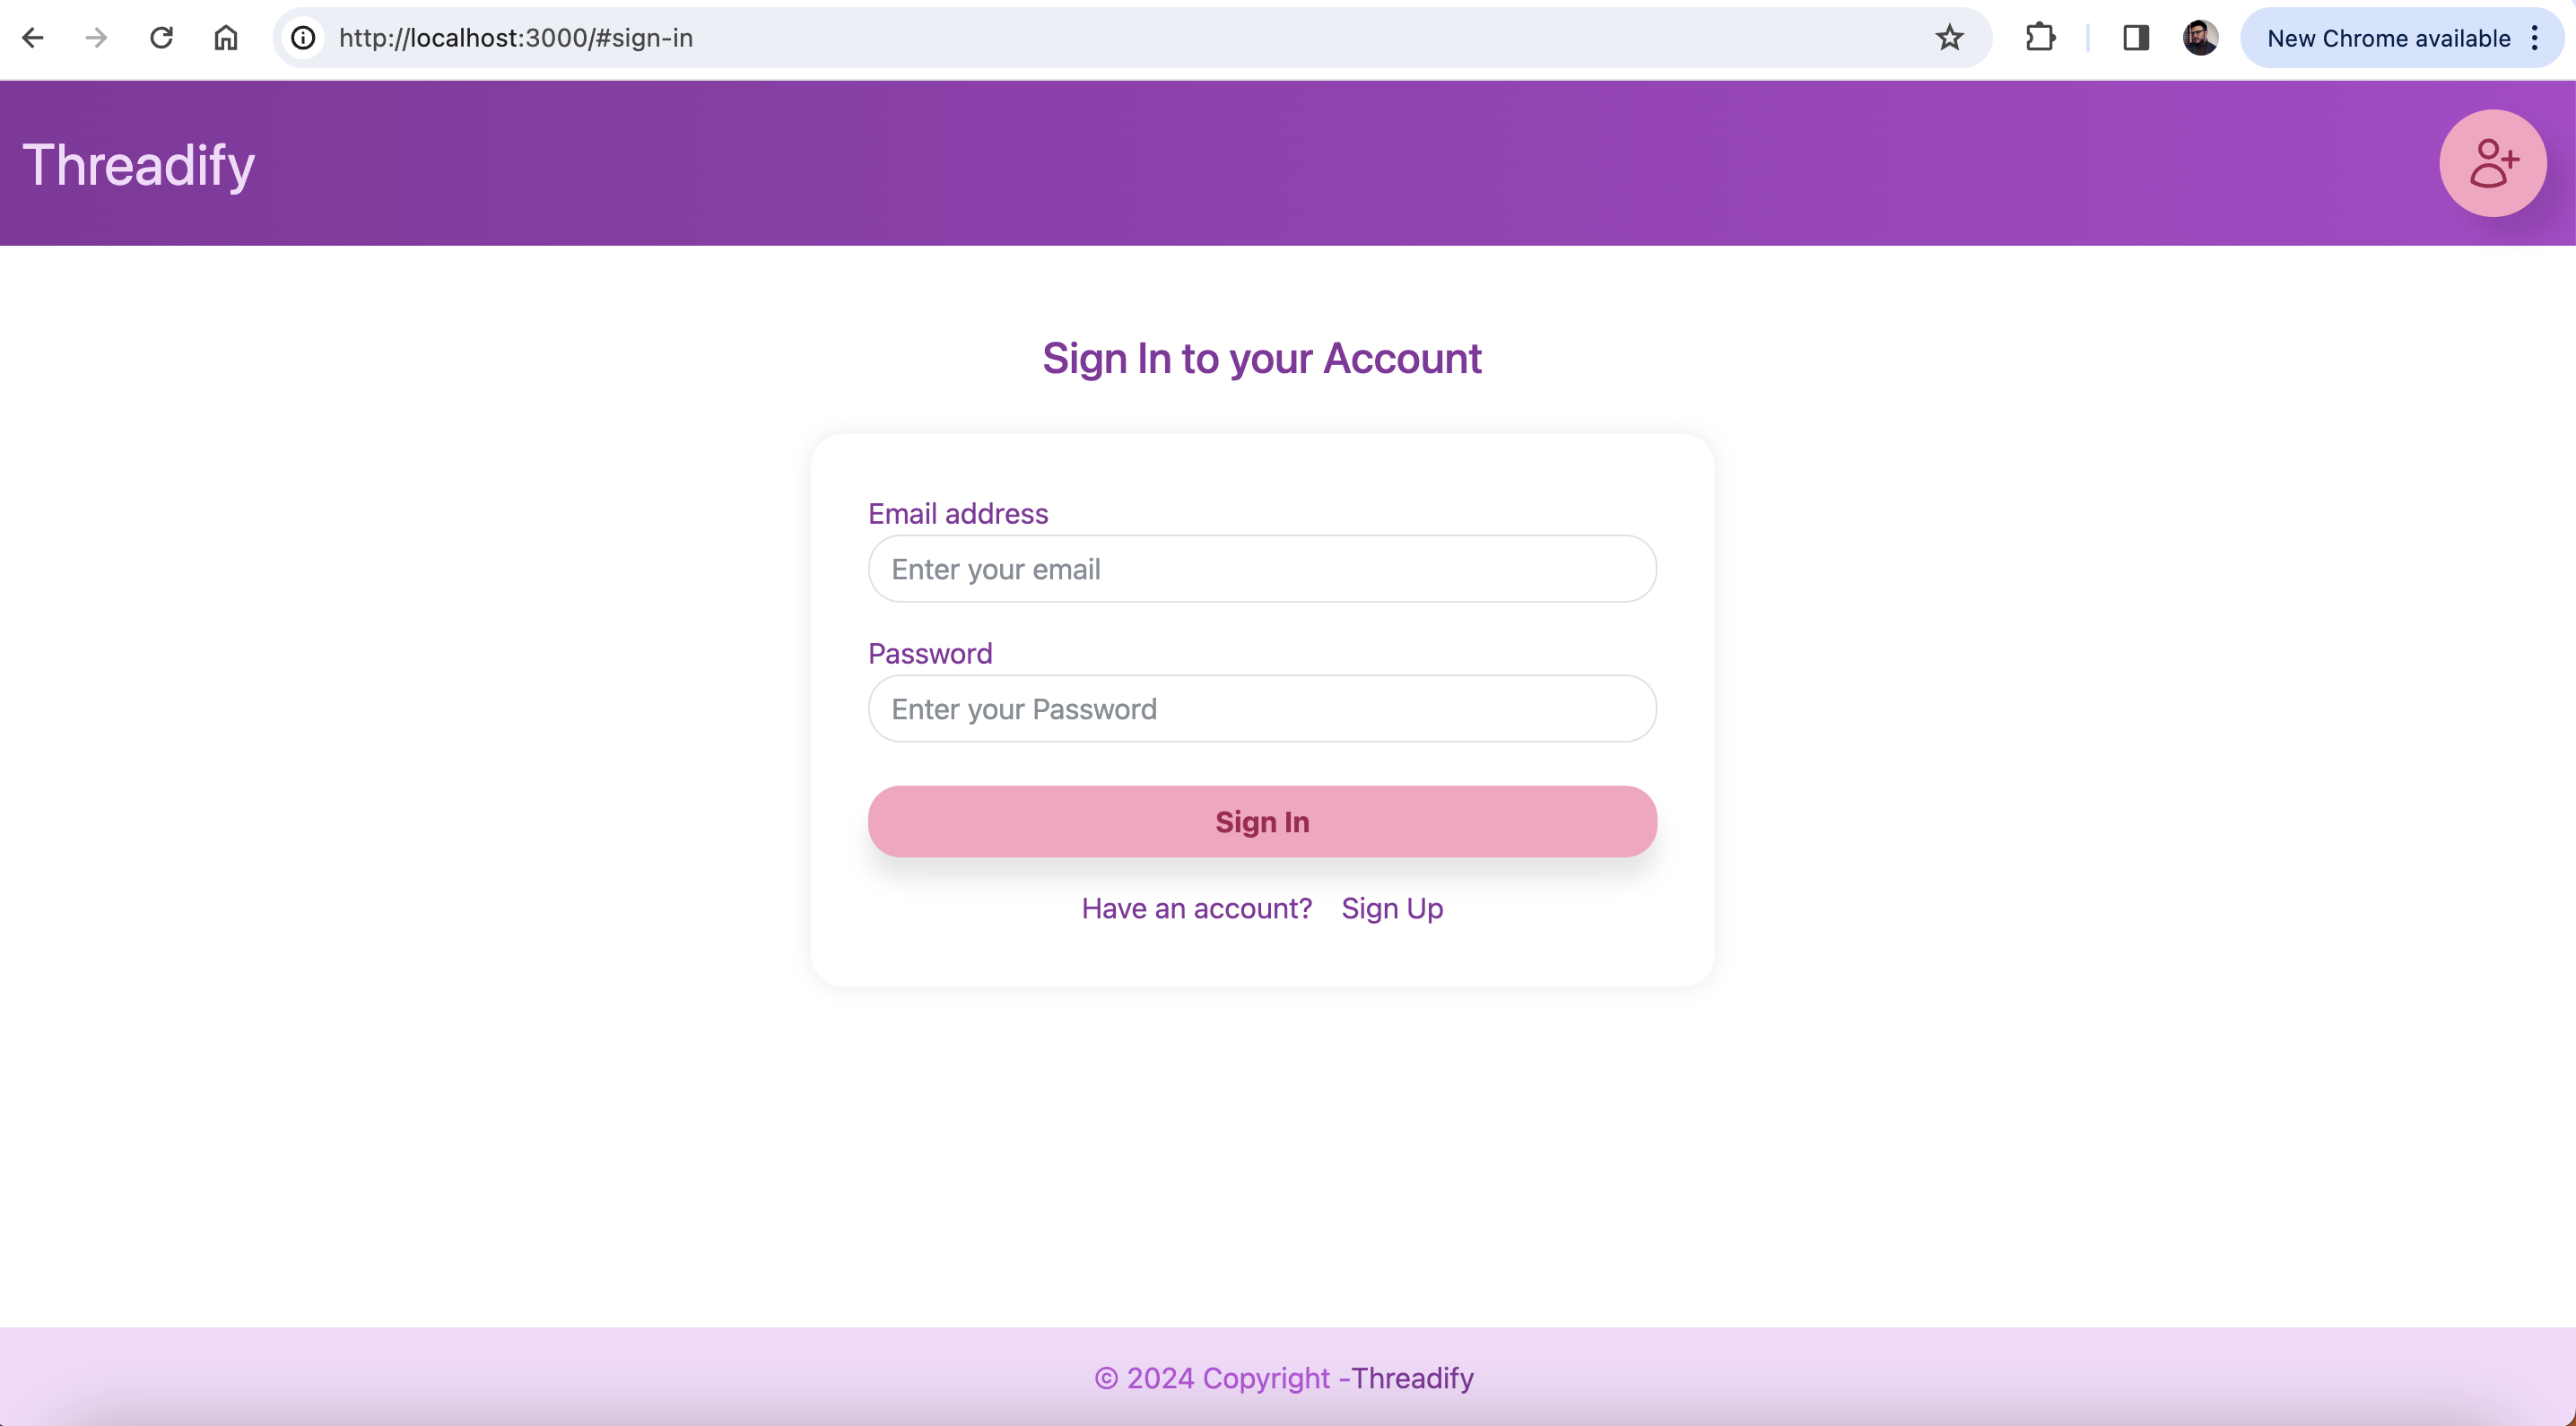 http://localhost:3000/#sign-in
New Chrome available
Threadify
Sign In to your Account
Email address
Enter your email
Password
Enter your Password
Sign In
Have an account? Sign Up
© 2024 Copyright -Threadify